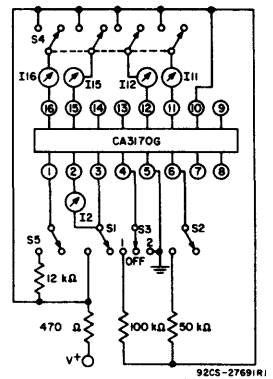 S4
I16 I15 I12 I11
16 15 14 13 12 11 10 9
CA3170G
1 2 3 4 5 6 7 8
I2
S5 S1 S3 S2
1 OFF 2
12 kΩ
470 Ω 100 kΩ 50 kΩ
V+
92CS-27691R1